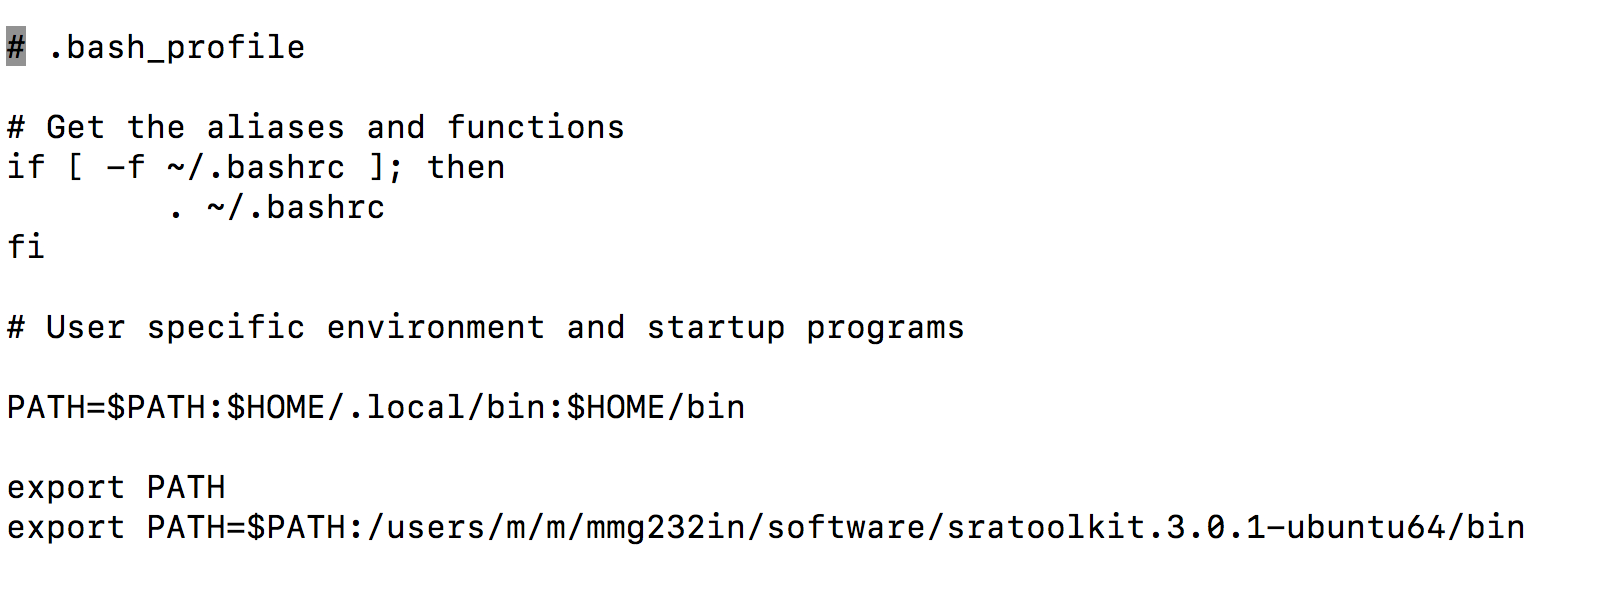 # .bash_profile
# Get the aliases and functions
if [ -f ~/.bashrc ]; then
        . ~/.bashrc
fi
# User specific environment and startup programs
PATH=$PATH:$HOME/.local/bin:$HOME/bin
export PATH
export PATH=$PATH:/users/m/m/mmg232in/software/sratoolkit.3.0.1-ubuntu64/bin